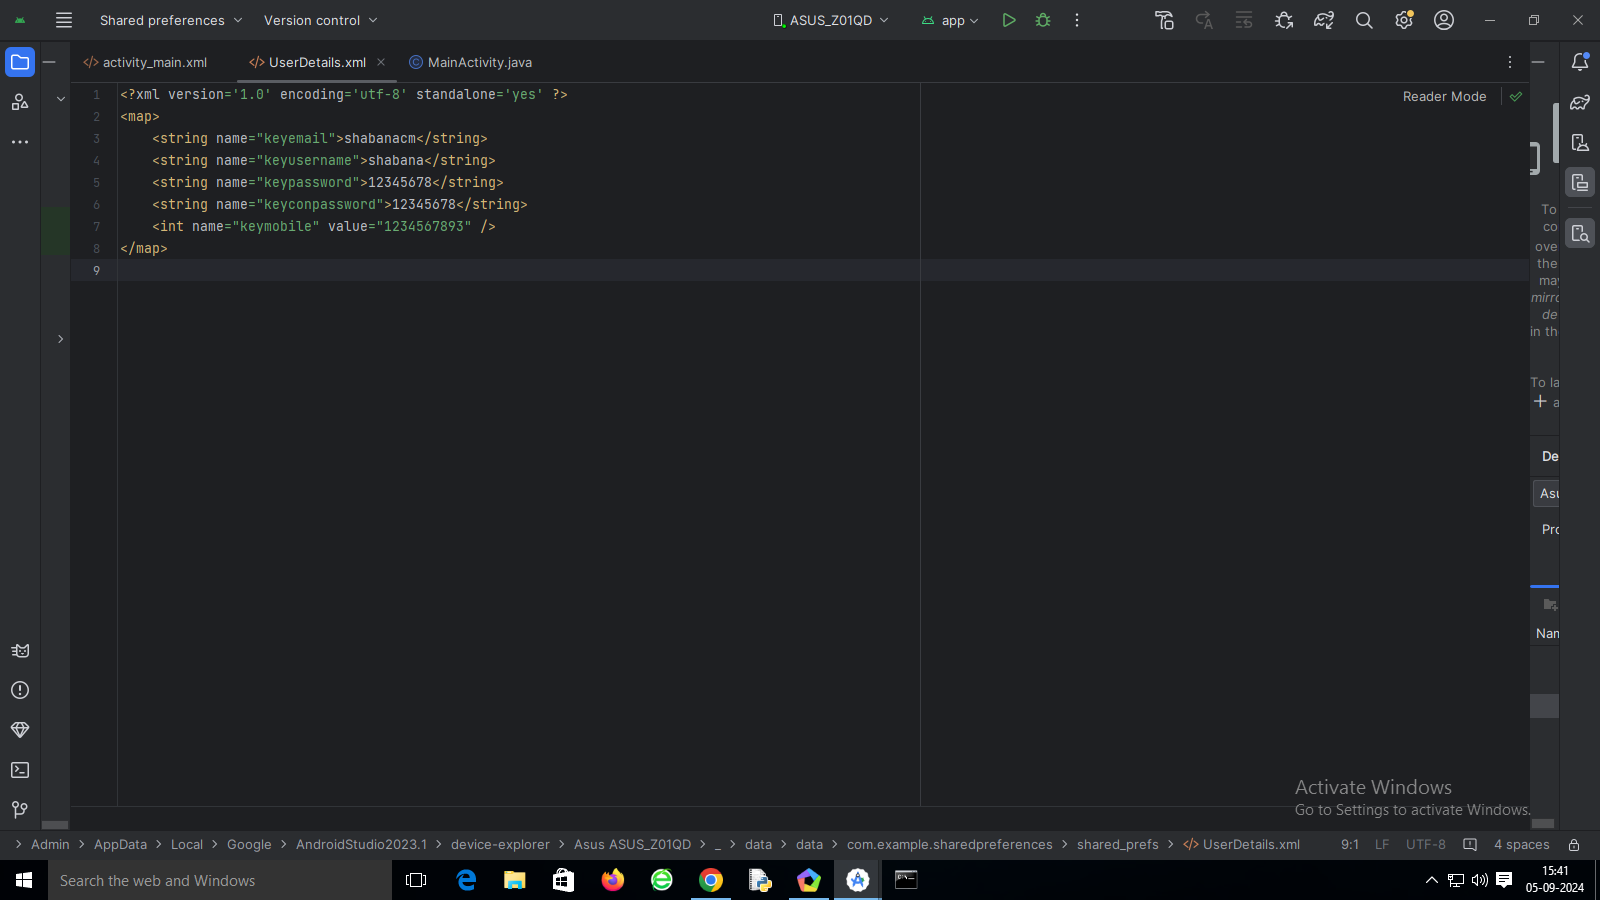 Shared preferences
Version control
ASUS_Z01QD
app
activity_main.xml
UserDetails.xml
MainActivity.java
Reader Mode
1 <?xml version='1.0' encoding='utf-8' standalone='yes' ?>
2 <map>
3     <string name="keyemail">shabanacm</string>
4     <string name="keyusername">shabana</string>
5     <string name="keypassword">12345678</string>
6     <string name="keyconpassword">12345678</string>
7     <int name="keymobile" value="1234567893" />
8 </map>
9
To
co
ove
the
may
mirro
de
in th
To la
a
De
Asu
Pro
Nam
Activate Windows
Go to Settings to activate Windows.
Admin > AppData > Local > Google > AndroidStudio2023.1 > device-explorer > Asus ASUS_Z01QD > _ > data > data > com.example.sharedpreferences > shared_prefs > UserDetails.xml
9:1 LF UTF-8 4 spaces
Search the web and Windows
15:41
05-09-2024